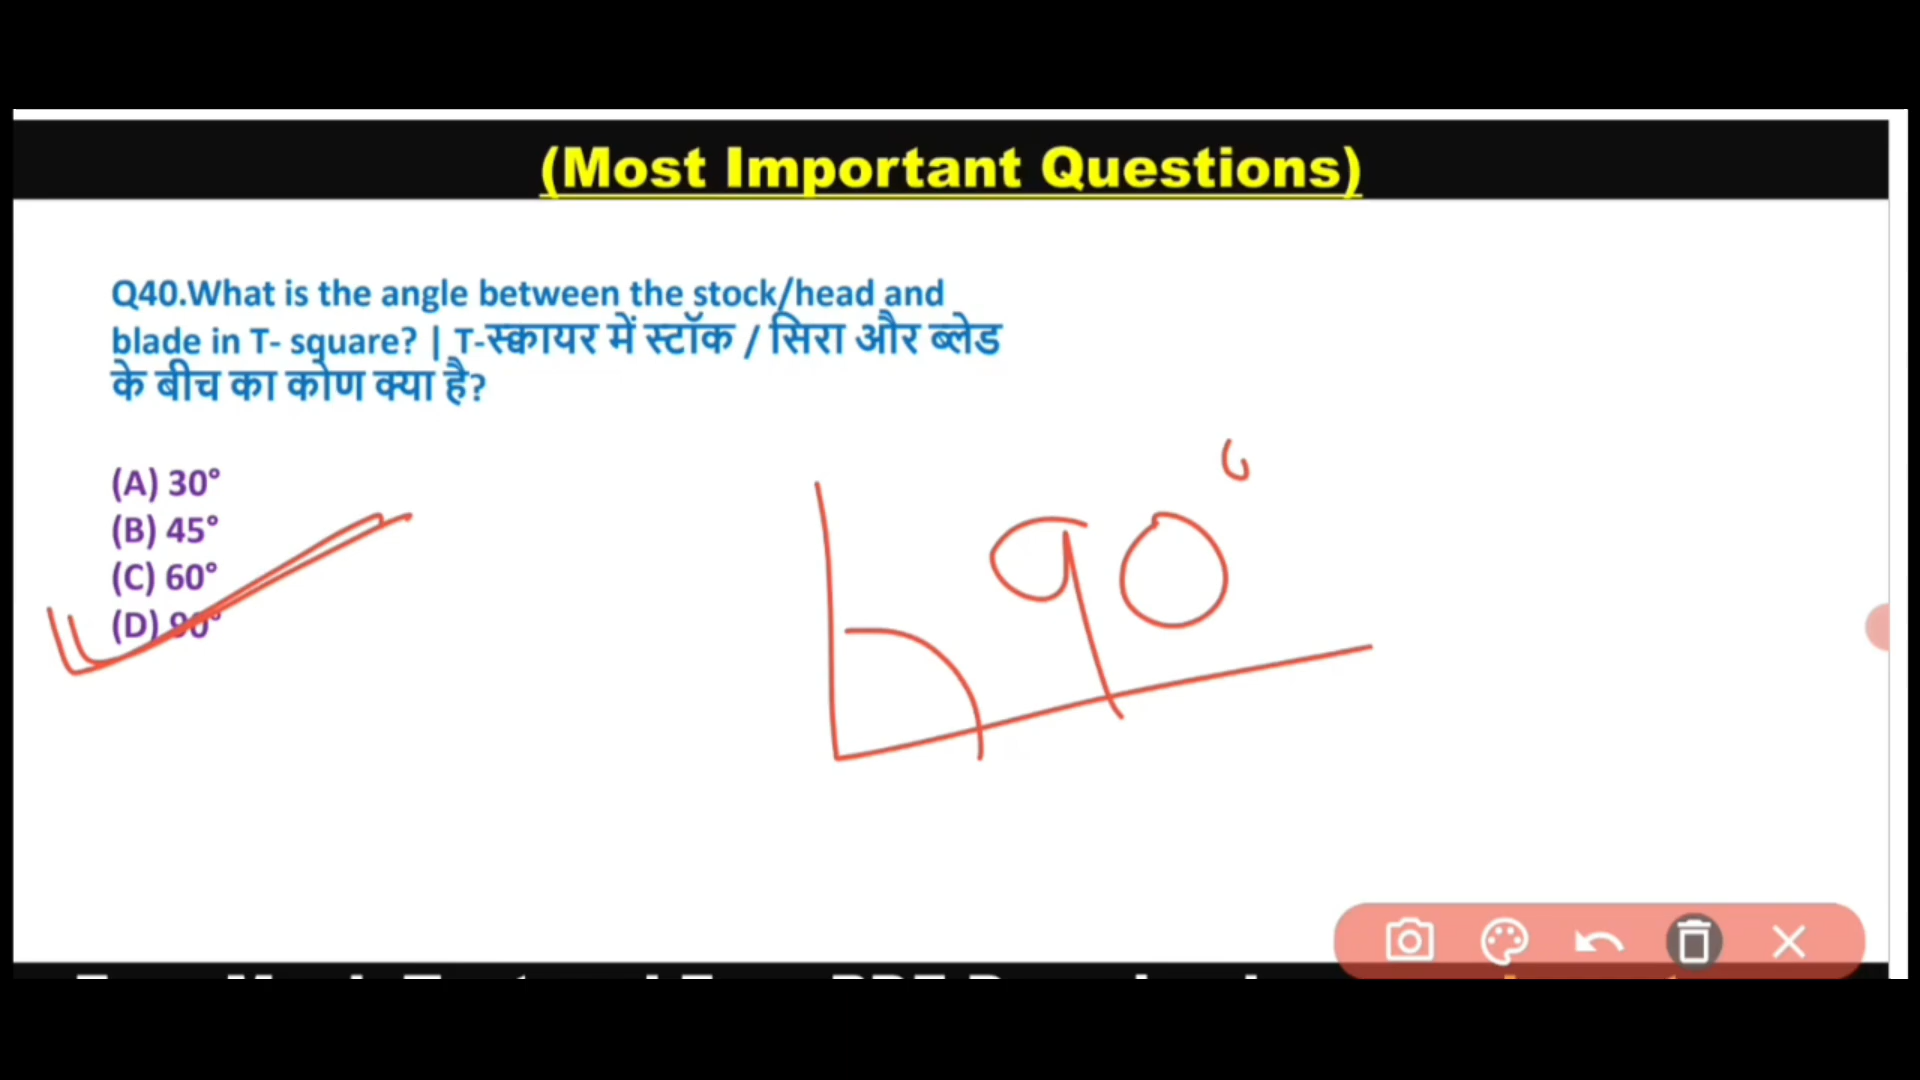 (Most Important Questions)
Q40.What is the angle between the stock/head and
blade in T- square? | T-स्क्वायर में स्टॉक / सिरा और ब्लेड
के बीच का कोण क्या है?
(A) 30°
(B) 45°
(C) 60°
(D) 90°
90°